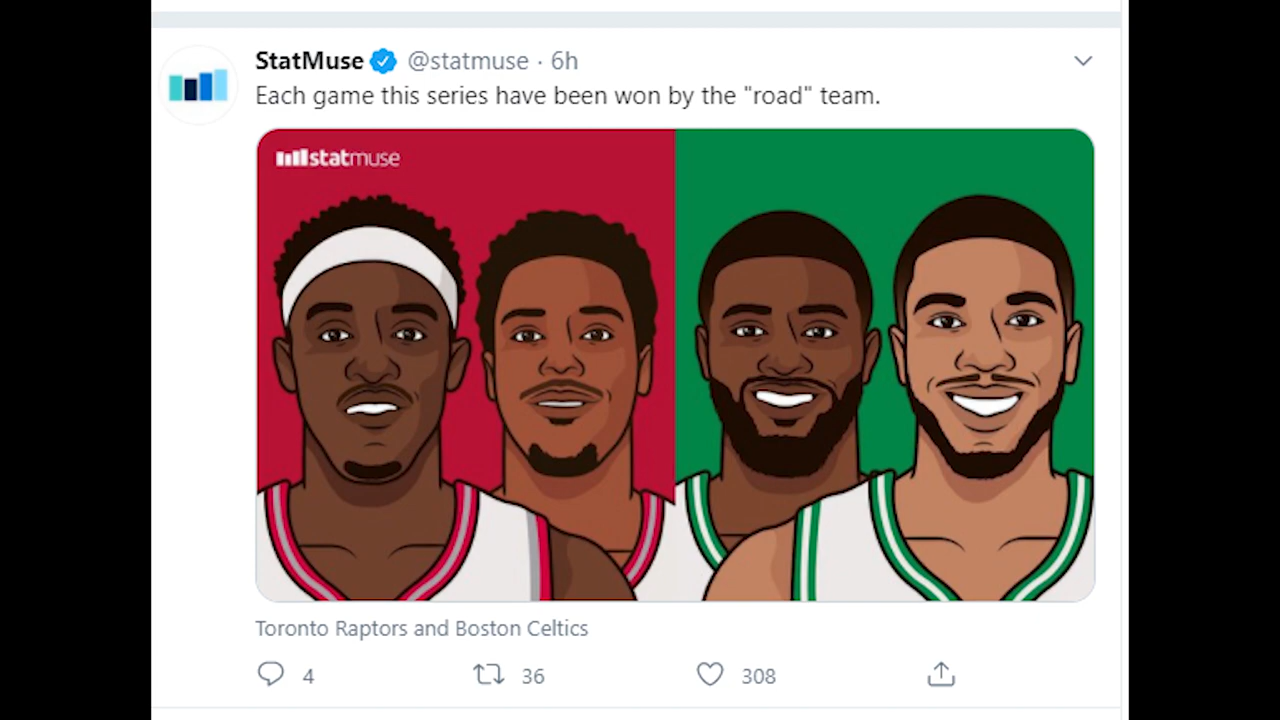 StatMuse @statmuse · 6h
Each game this series have been won by the "road" team.
statmuse
Toronto Raptors and Boston Celtics
4 36 308